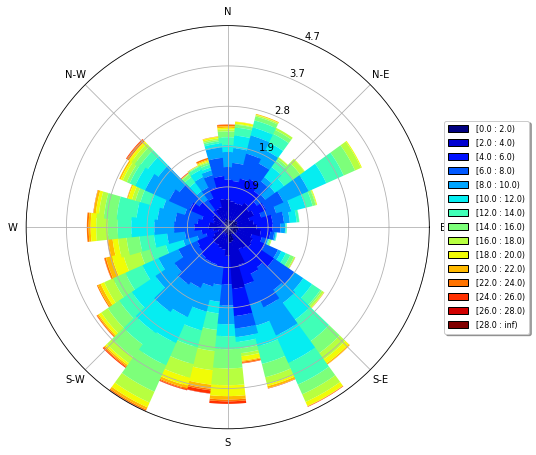 N
4.7
N-W
3.7
N-E
2.8
1.9
0.9
W
E
S-W
S-E
S
[0.0 : 2.0)
[2.0 : 4.0)
[4.0 : 6.0)
[6.0 : 8.0)
[8.0 : 10.0)
[10.0 : 12.0)
[12.0 : 14.0)
[14.0 : 16.0)
[16.0 : 18.0)
[18.0 : 20.0)
[20.0 : 22.0)
[22.0 : 24.0)
[24.0 : 26.0)
[26.0 : 28.0)
[28.0 : inf)